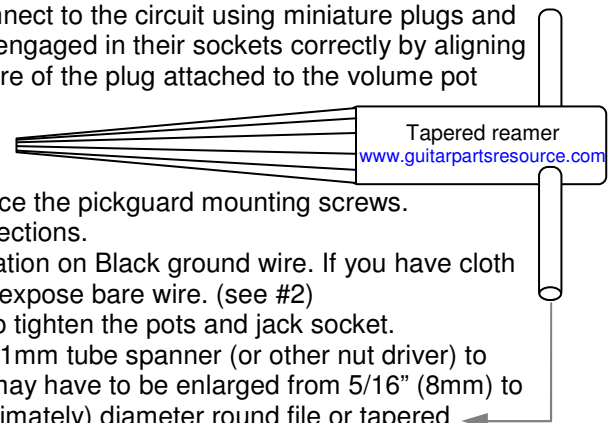 nnect to the circuit using miniature plugs and
engaged in their sockets correctly by aligning
re of the plug attached to the volume pot
Tapered reamer
www.guitarpartsresource.com
ce the pickguard mounting screws.
ections.
ation on Black ground wire. If you have cloth
expose bare wire. (see #2)
o tighten the pots and jack socket.
1mm tube spanner (or other nut driver) to
may have to be enlarged from 5/16” (8mm) to
imately) diameter round file or tapered